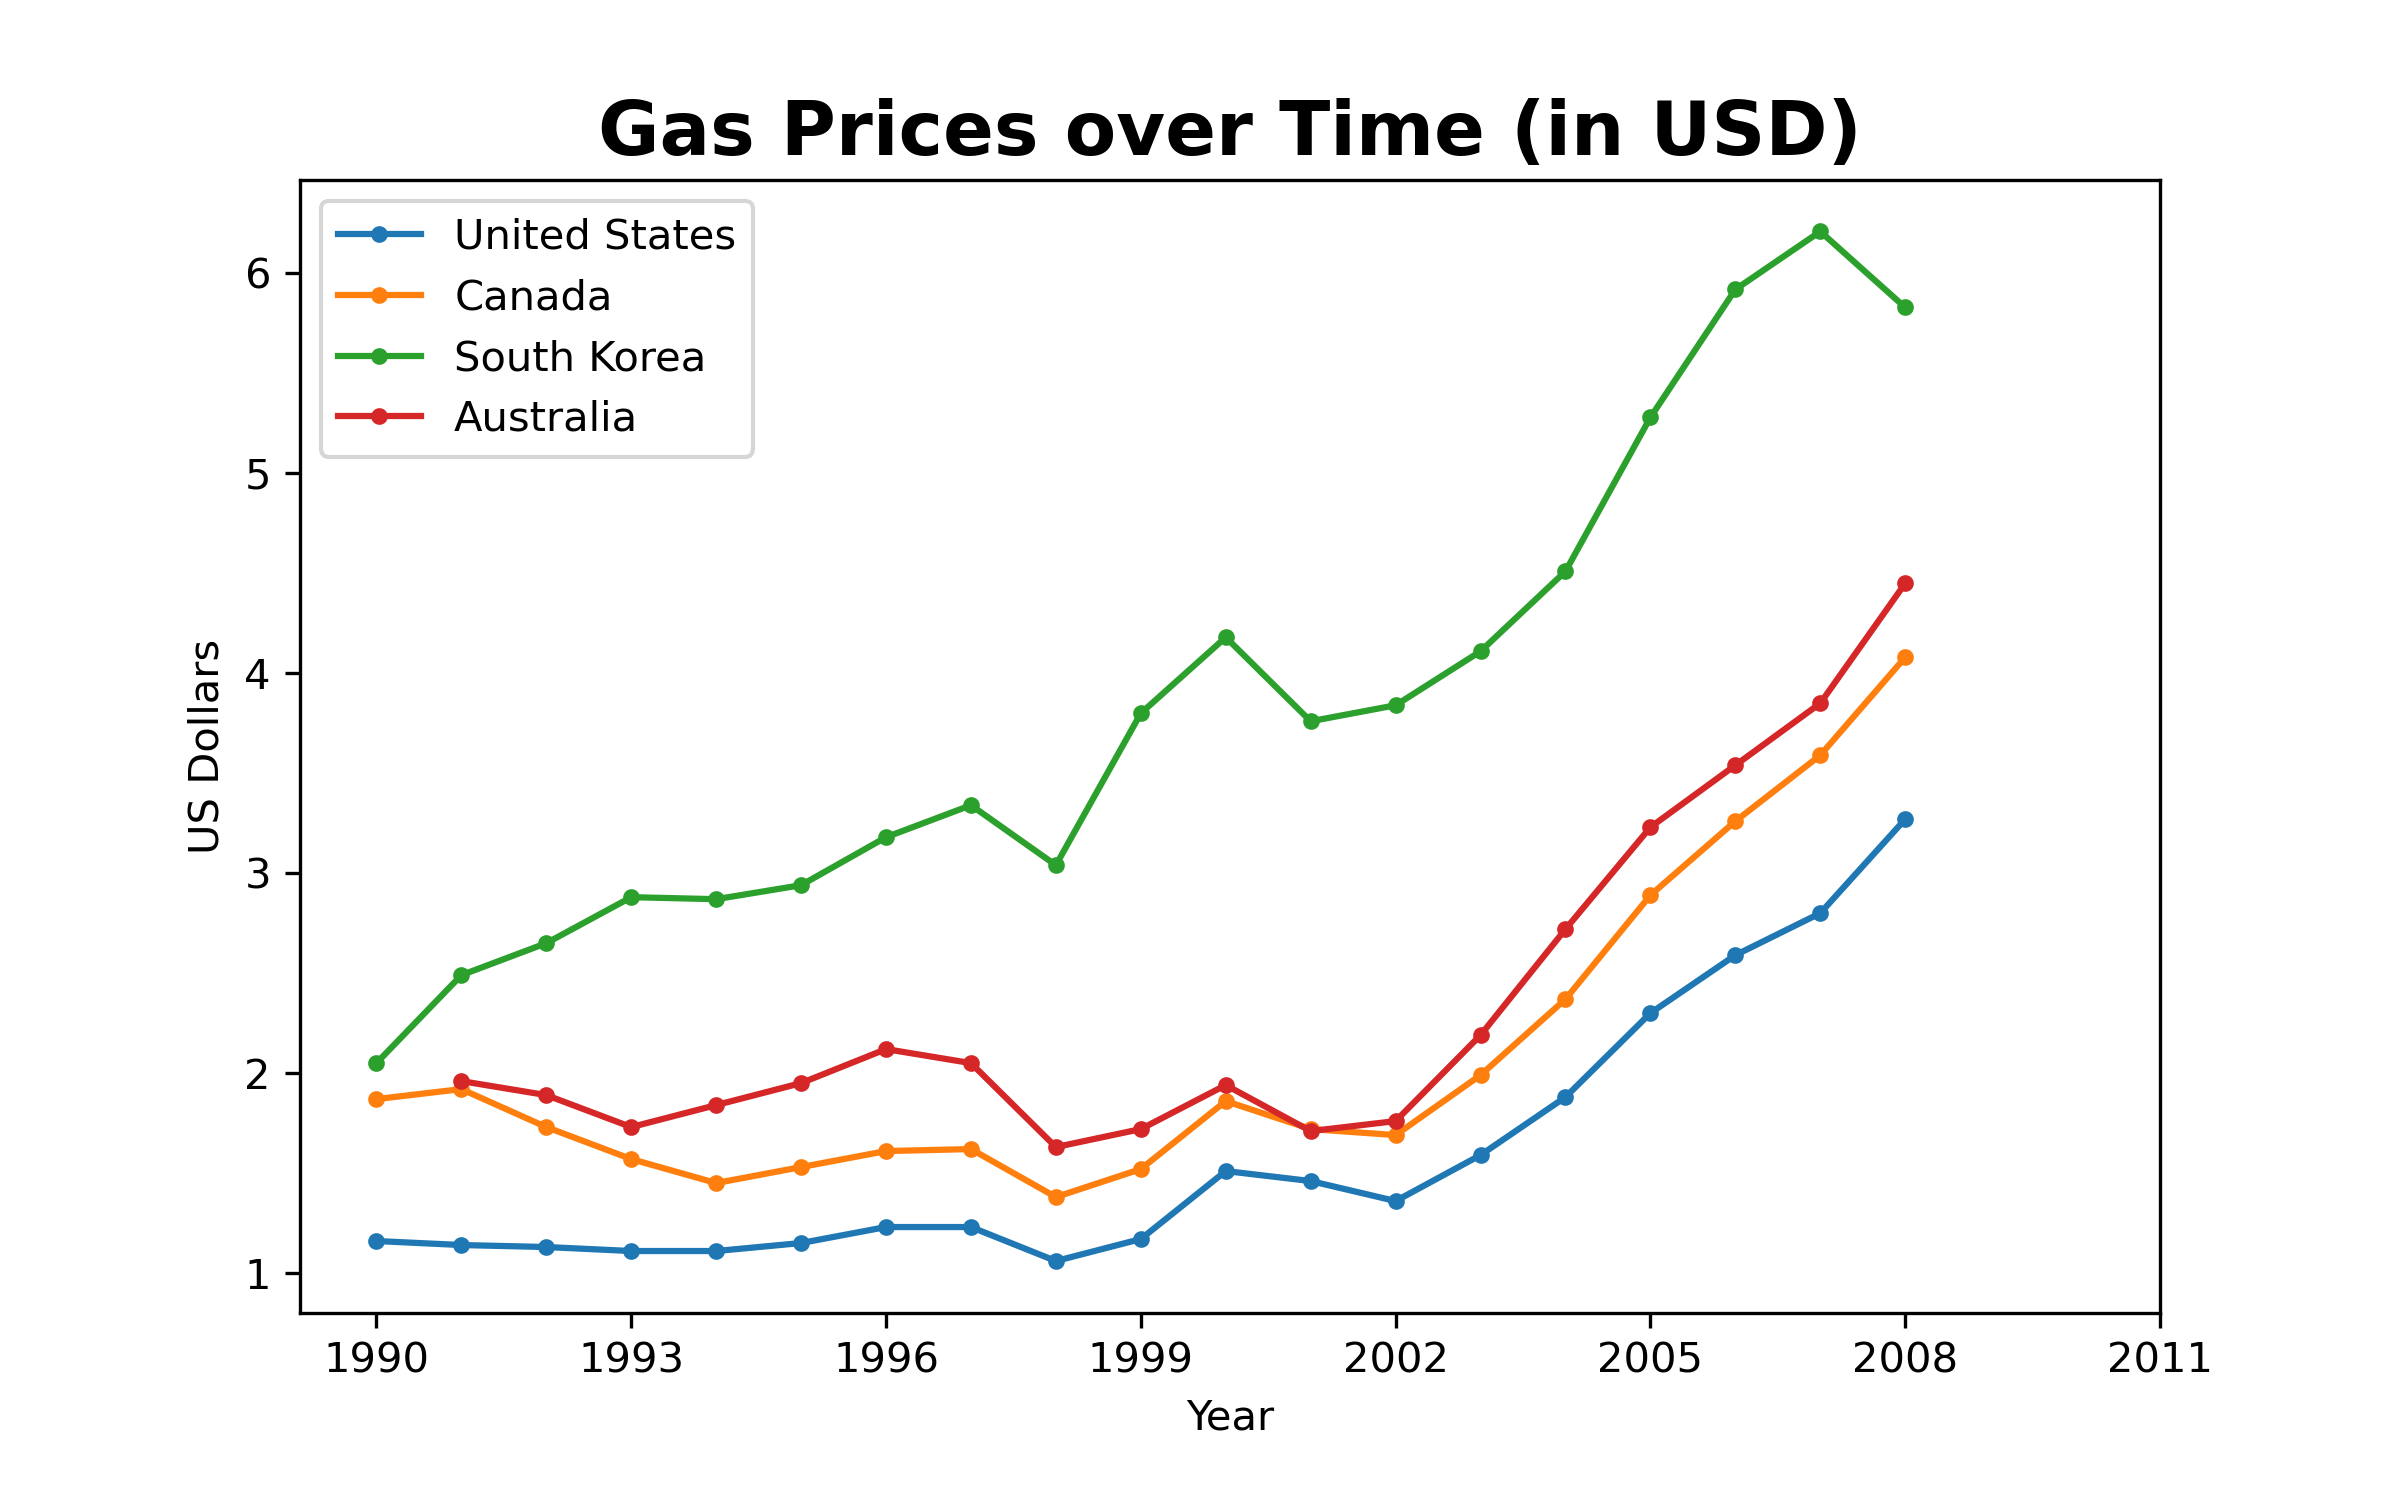 Gas Prices over Time (in USD)
United States
Canada
South Korea
Australia
6
5
4
3
2
1
US Dollars
1990 1993 1996 1999 2002 2005 2008 2011
Year